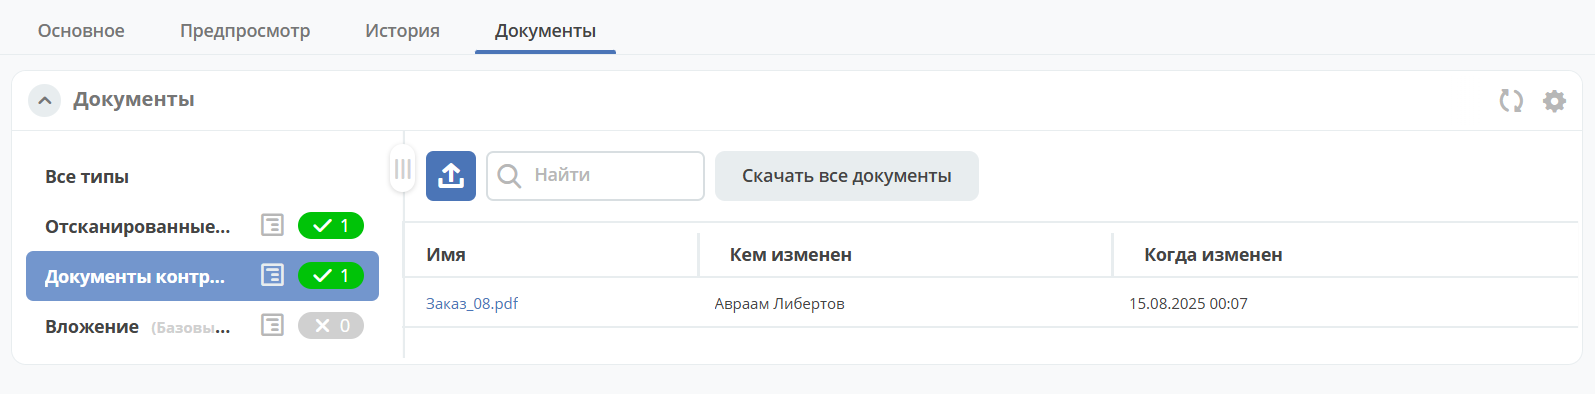 Основное Предпросмотр История Документы
Документы
Все типы
Найти
Скачать все документы
Отсканированные... 1
Документы контр... 1
Вложение (Базовы... 0
Имя Кем изменен Когда изменен
Заказ_08.pdf Авраам Либертов 15.08.2025 00:07